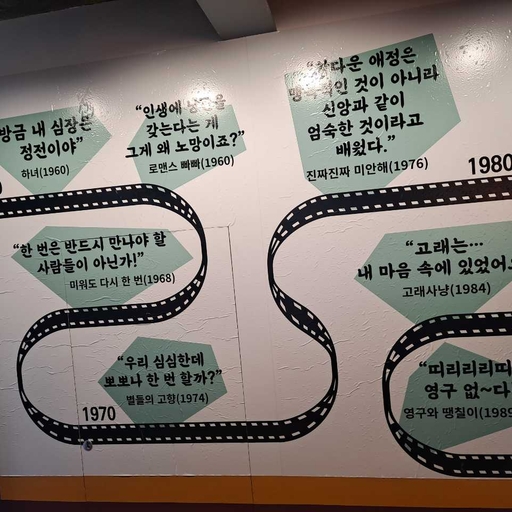 방금 내 심장은
정전이야”
하녀(1960)
“인생에
갖는다는 게
그게 왜 노망이죠?”
로맨스 빠빠(1960)
애정은
것이 아니라
신앙과 같이
엄숙한 것이라고
배웠다.”
진짜진짜 미안해(1976)
1980
“한 번은 반드시 만나야 할
사람들이 아닌가!”
미워도 다시 한 번(1968)
“고래는…
내 마음 속에 있었어
고래사냥(1984)
“우리 심심한데
뽀뽀나 한 번 할까?”
별들의 고향(1974)
1970
“띠리리리띠
영구 없~다
영구와 땡칠이(1989